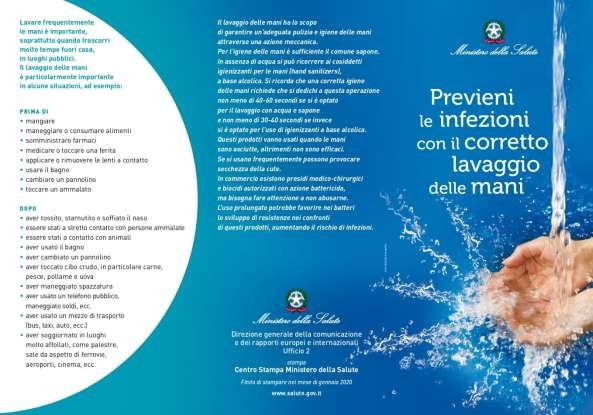 Lavare frequentemente
le mani è importante,
soprattutto quando trascorri
molto tempo fuori casa,
in luoghi pubblici.
Il lavaggio delle mani
è particolarmente importante
in alcune situazioni, ad esempio:
PRIMA DI
• mangiare
• maneggiare o consumare alimenti
• somministrare farmaci
• medicare o toccare una ferita
• applicare o rimuovere le lenti a contatto
• usare il bagno
• cambiare un pannolino
• toccare un ammalato
DOPO
• aver tossito, starnutito o soffiato il naso
• essere stati a stretto contatto con persone ammalate
• essere stati a contatto con animali
• aver usato il bagno
• aver cambiato un pannolino
• aver toccato cibo crudo, in particolare carne,
pesce, pollame e uova
• aver maneggiato spazzatura
• aver usato un telefono pubblico,
maneggiato soldi, ecc.
• aver usato un mezzo di trasporto
(bus, taxi, auto, ecc.)
• aver soggiornato in luoghi
molto affollati, come palestre,
sale da aspetto di ferrovie,
aeroporti, cinema, ecc.
Il lavaggio delle mani ha lo scopo
di garantire un'adeguata pulizia e igiene delle mani
attraverso una azione meccanica.
Per l'igiene delle mani è sufficiente il comune sapone.
In assenza di acqua si può ricorrere ai cosiddetti
igienizzanti per le mani (hand sanitizers),
a base alcolica. Si ricorda che una corretta igiene
delle mani richiede che si dedichi a questa operazione
non meno di 40-60 secondi se si è optato
per il lavaggio con acqua e sapone
e non meno di 30-40 secondi se invece
si è optato per l'uso di igienizzanti a base alcolica.
Questi prodotti vanno usati quando le mani
sono asciutte, altrimenti non sono efficaci.
Se si usano frequentemente possono provocare
secchezza della cute.
In commercio esistono presidi medico-chirurgici
e biocidi autorizzati con azione battericida,
ma bisogna fare attenzione a non abusarne.
L'uso prolungato potrebbe favorire nei batteri
lo sviluppo di resistenze nei confronti
di questi prodotti, aumentando il rischio di infezioni.
Ministero della Salute
Direzione generale della comunicazione
e dei rapporti europei e internazionali
Ufficio 2
stampa
Centro Stampa Ministero della Salute
Finito di stampare nel mese di gennaio 2020
www.salute.gov.it
Ministero della Salute
Previeni
le infezioni
con il corretto
lavaggio
delle mani